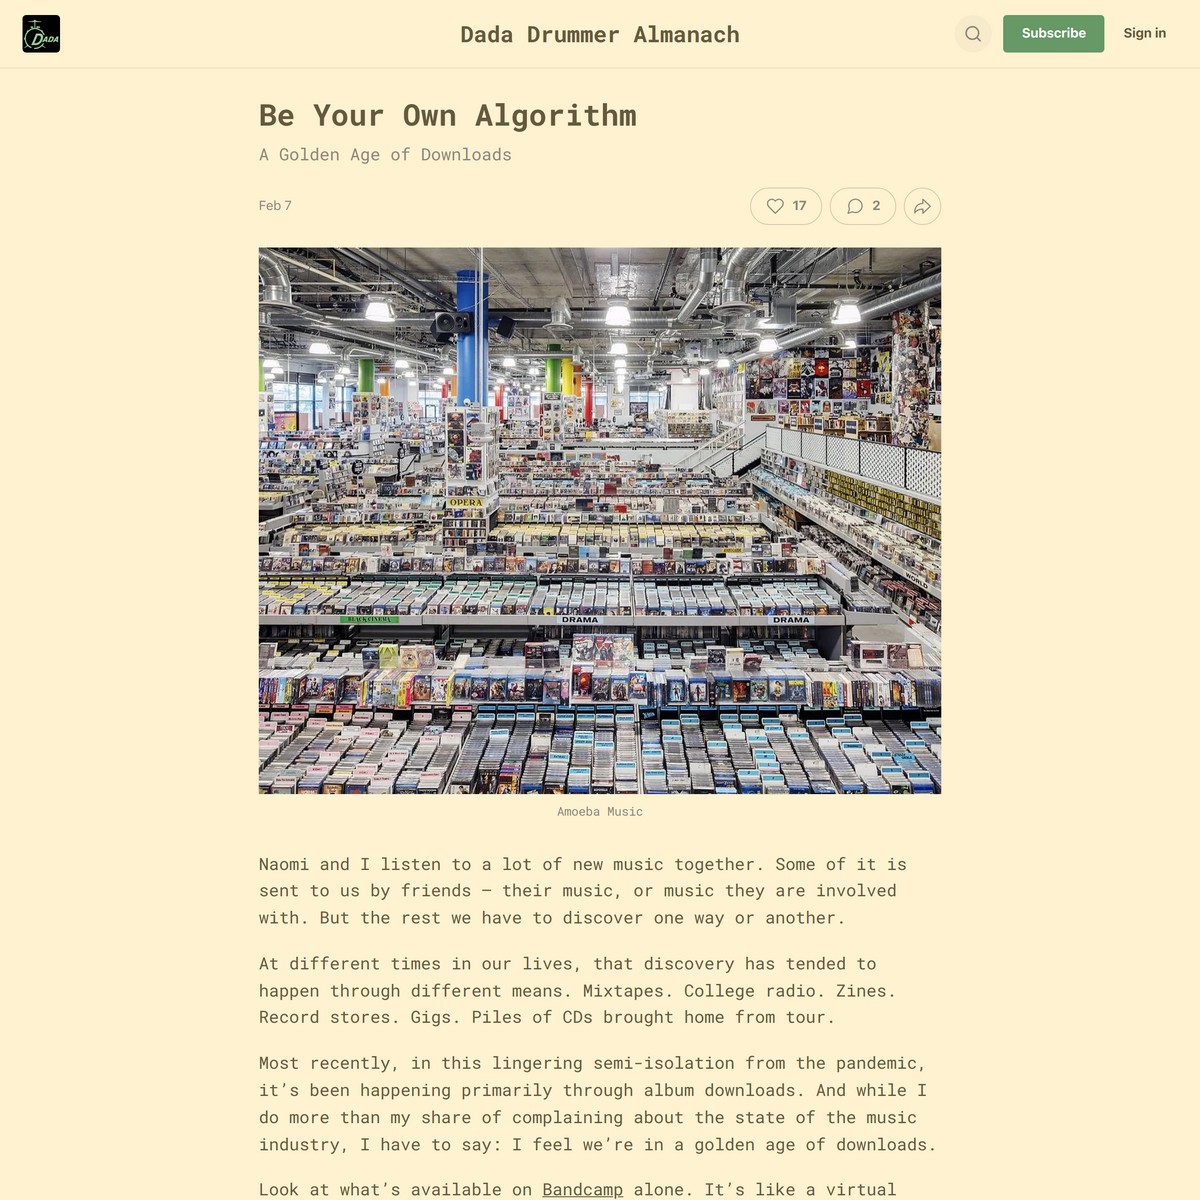 DADA
Dada Drummer Almanach
Subscribe
Sign in
Be Your Own Algorithm
A Golden Age of Downloads
Feb 7
17
2
OPERA
WORLD
BLACK CINEMA
DRAMA
DRAMA
Amoeba Music
Naomi and I listen to a lot of new music together. Some of it is
sent to us by friends — their music, or music they are involved
with. But the rest we have to discover one way or another.
At different times in our lives, that discovery has tended to
happen through different means. Mixtapes. College radio. Zines.
Record stores. Gigs. Piles of CDs brought home from tour.
Most recently, in this lingering semi-isolation from the pandemic,
it’s been happening primarily through album downloads. And while I
do more than my share of complaining about the state of the music
industry, I have to say: I feel we’re in a golden age of downloads.
Look at what’s available on Bandcamp alone. It’s like a virtual